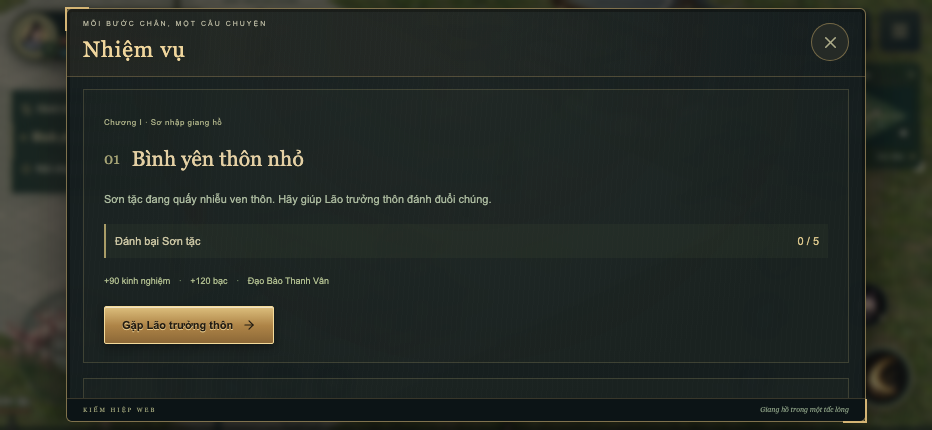 MỖI BƯỚC CHÂN, MỘT CÂU CHUYỆN
Nhiệm vụ
Chương I · Sơ nhập giang hồ
01 Bình yên thôn nhỏ
Sơn tặc đang quấy nhiễu ven thôn. Hãy giúp Lão trưởng thôn đánh đuổi chúng.
Đánh bại Sơn tặc 0 / 5
+90 kinh nghiệm · +120 bạc · Đạo Bào Thanh Vân
Gặp Lão trưởng thôn →
KIẾM HIỆP WEB
Giang hồ trong một tấc lòng